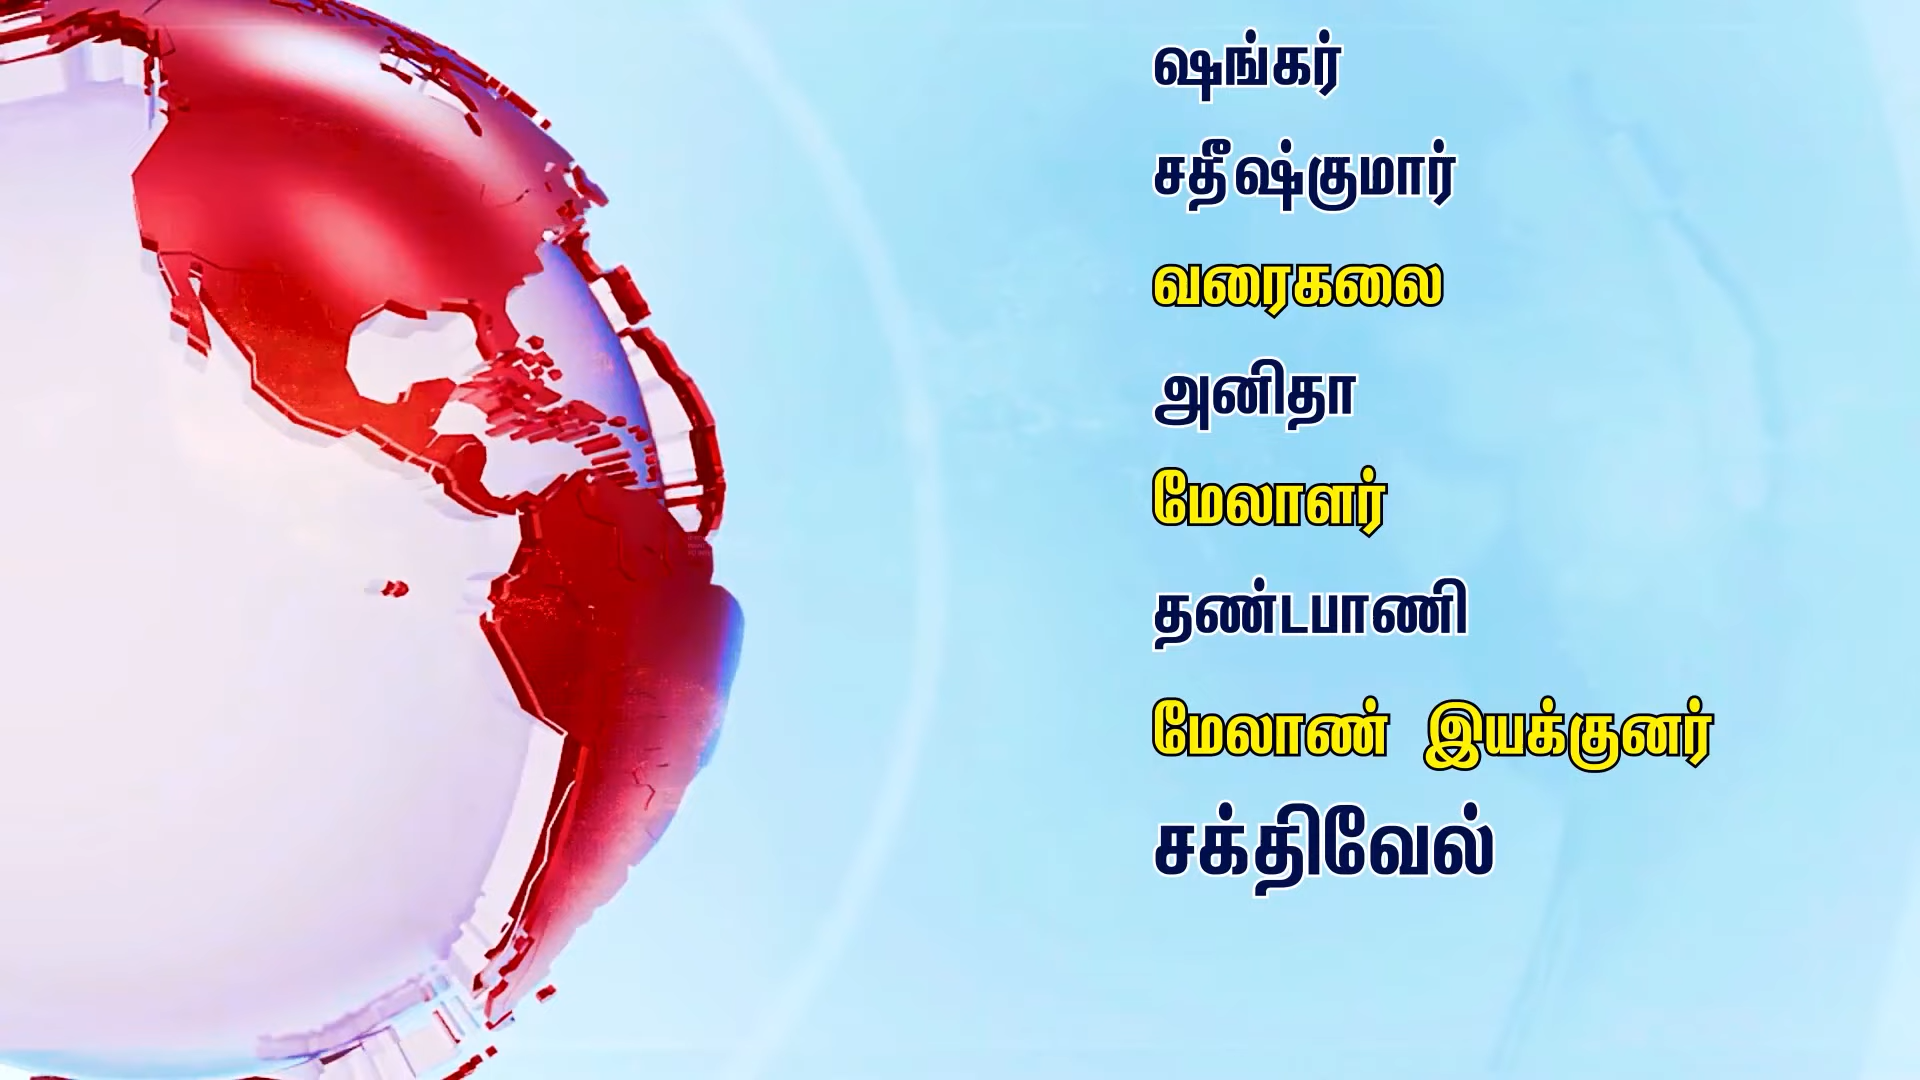 ஷங்கர்
சதீஷ்குமார்
வரைகலை
அனிதா
மேலாளர்
தண்டபாணி
மேலாண் இயக்குனர்
சக்திவேல்